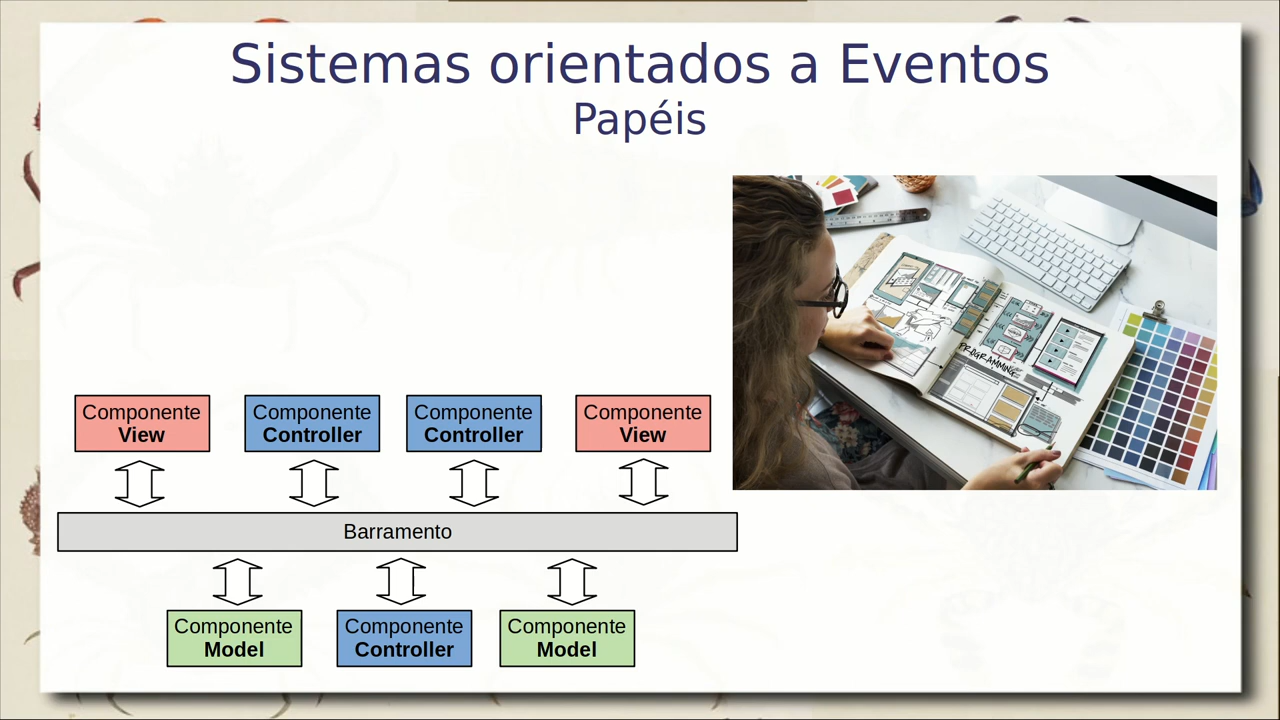 Sistemas orientados a Eventos
Papéis
PROGRAMMING
Componente
View
Componente
Controller
Componente
Controller
Componente
View
Barramento
Componente
Model
Componente
Controller
Componente
Model